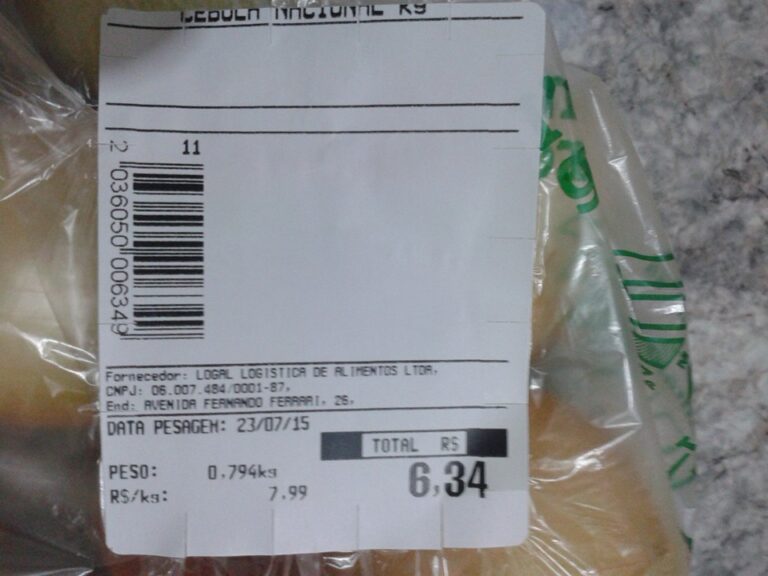 CEBOLA NACIONAL Kg
11
2 036050 006349
Fornecedor: LOGAL LOGISTICA DE ALIMENTOS LTDA,
CNPJ: 06.007.484/0001-87,
End: AVENIDA FERNANDO FERRARI, 26,
DATA PESAGEM: 23/07/15
TOTAL R$
PESO: 0,794kg
6,34
R$/kg: 7.99